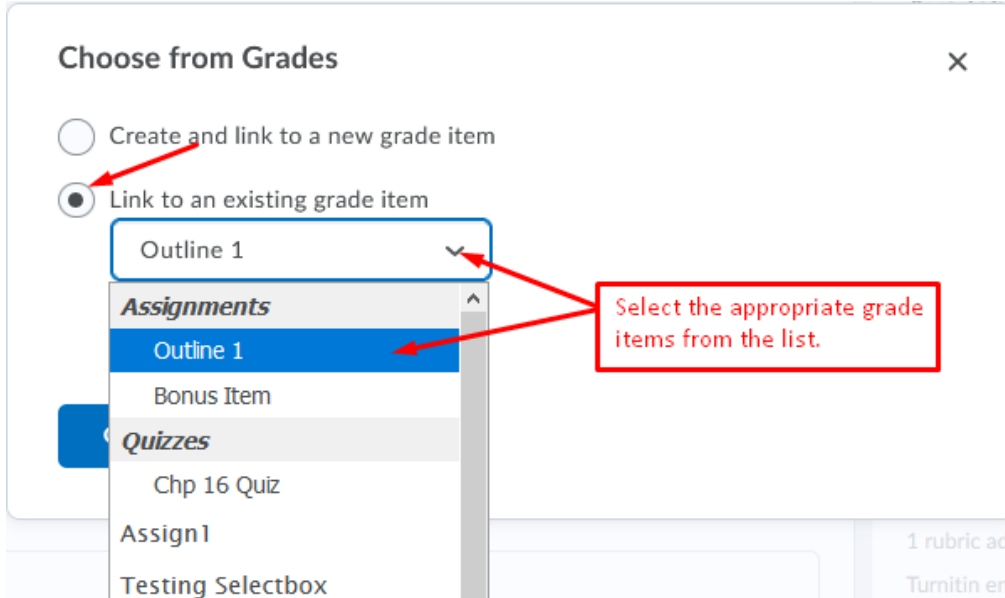 Choose from Grades
Create and link to a new grade item
Link to an existing grade item
Outline 1
Assignments
Outline 1
Bonus Item
Quizzes
Chp 16 Quiz
Assign1
Testing Selectbox
Select the appropriate grade
items from the list.
1 rubric
Turnitin